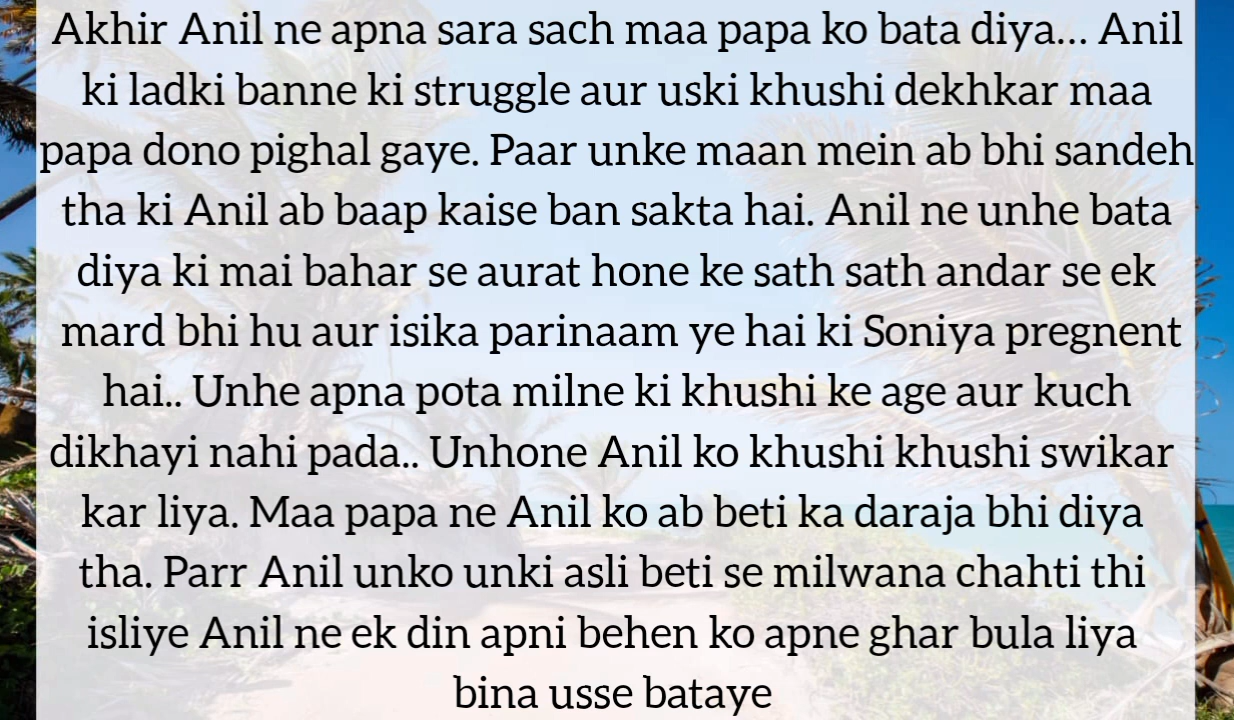 Akhir Anil ne apna sara sach maa papa ko bata diya... Anil
ki ladki banne ki struggle aur uski khushi dekhkar maa
papa dono pighal gaye. Paar unke maan mein ab bhi sandeh
tha ki Anil ab baap kaise ban sakta hai. Anil ne unhe bata
diya ki mai bahar se aurat hone ke sath sath andar se ek
mard bhi hu aur isika parinaam ye hai ki Soniya pregnent
hai.. Unhe apna pota milne ki khushi ke age aur kuch
dikhayi nahi pada.. Unhone Anil ko khushi khushi swikar
kar liya. Maa papa ne Anil ko ab beti ka daraja bhi diya
tha. Parr Anil unko unki asli beti se milwana chahti thi
isliye Anil ne ek din apni behen ko apne ghar bula liya
bina usse bataye